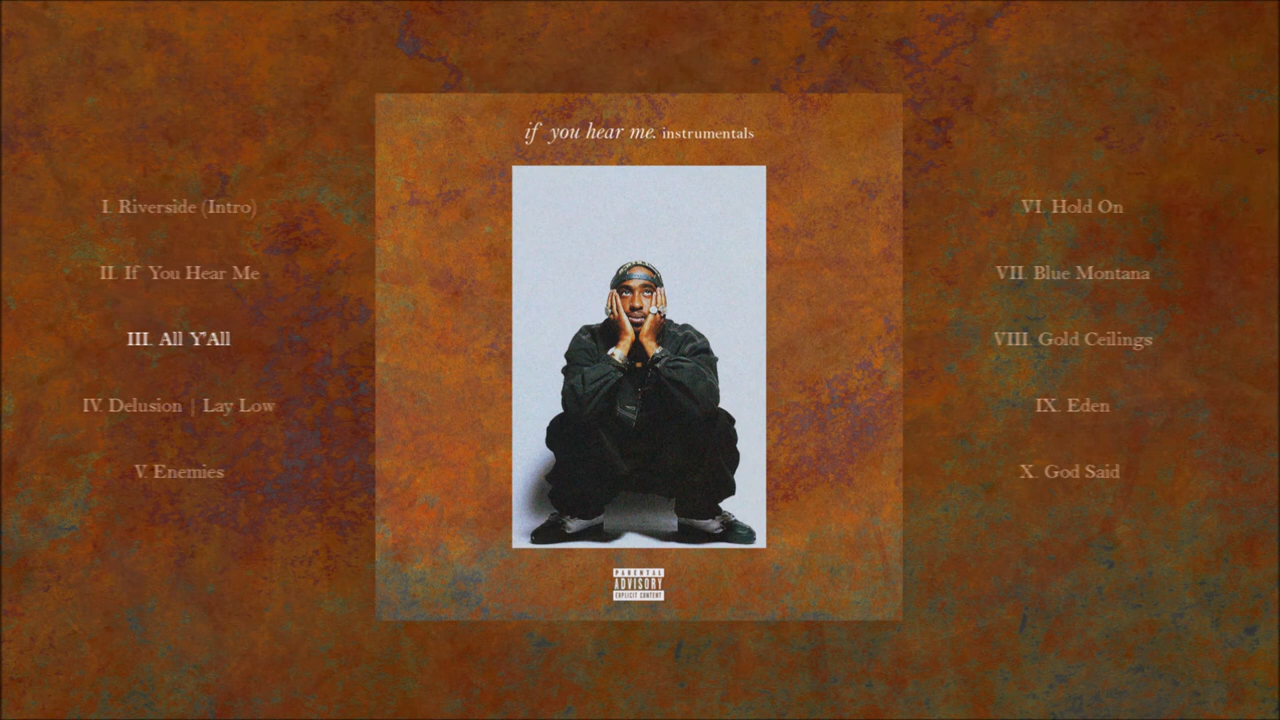 if you hear me. instrumentals
I. Riverside (Intro)
II. If You Hear Me
III. All Y'All
IV. Delusion | Lay Low
V. Enemies
VI. Hold On
VII. Blue Montana
VIII. Gold Ceilings
IX. Eden
X. God Said
PARENTAL
ADVISORY
EXPLICIT CONTENT